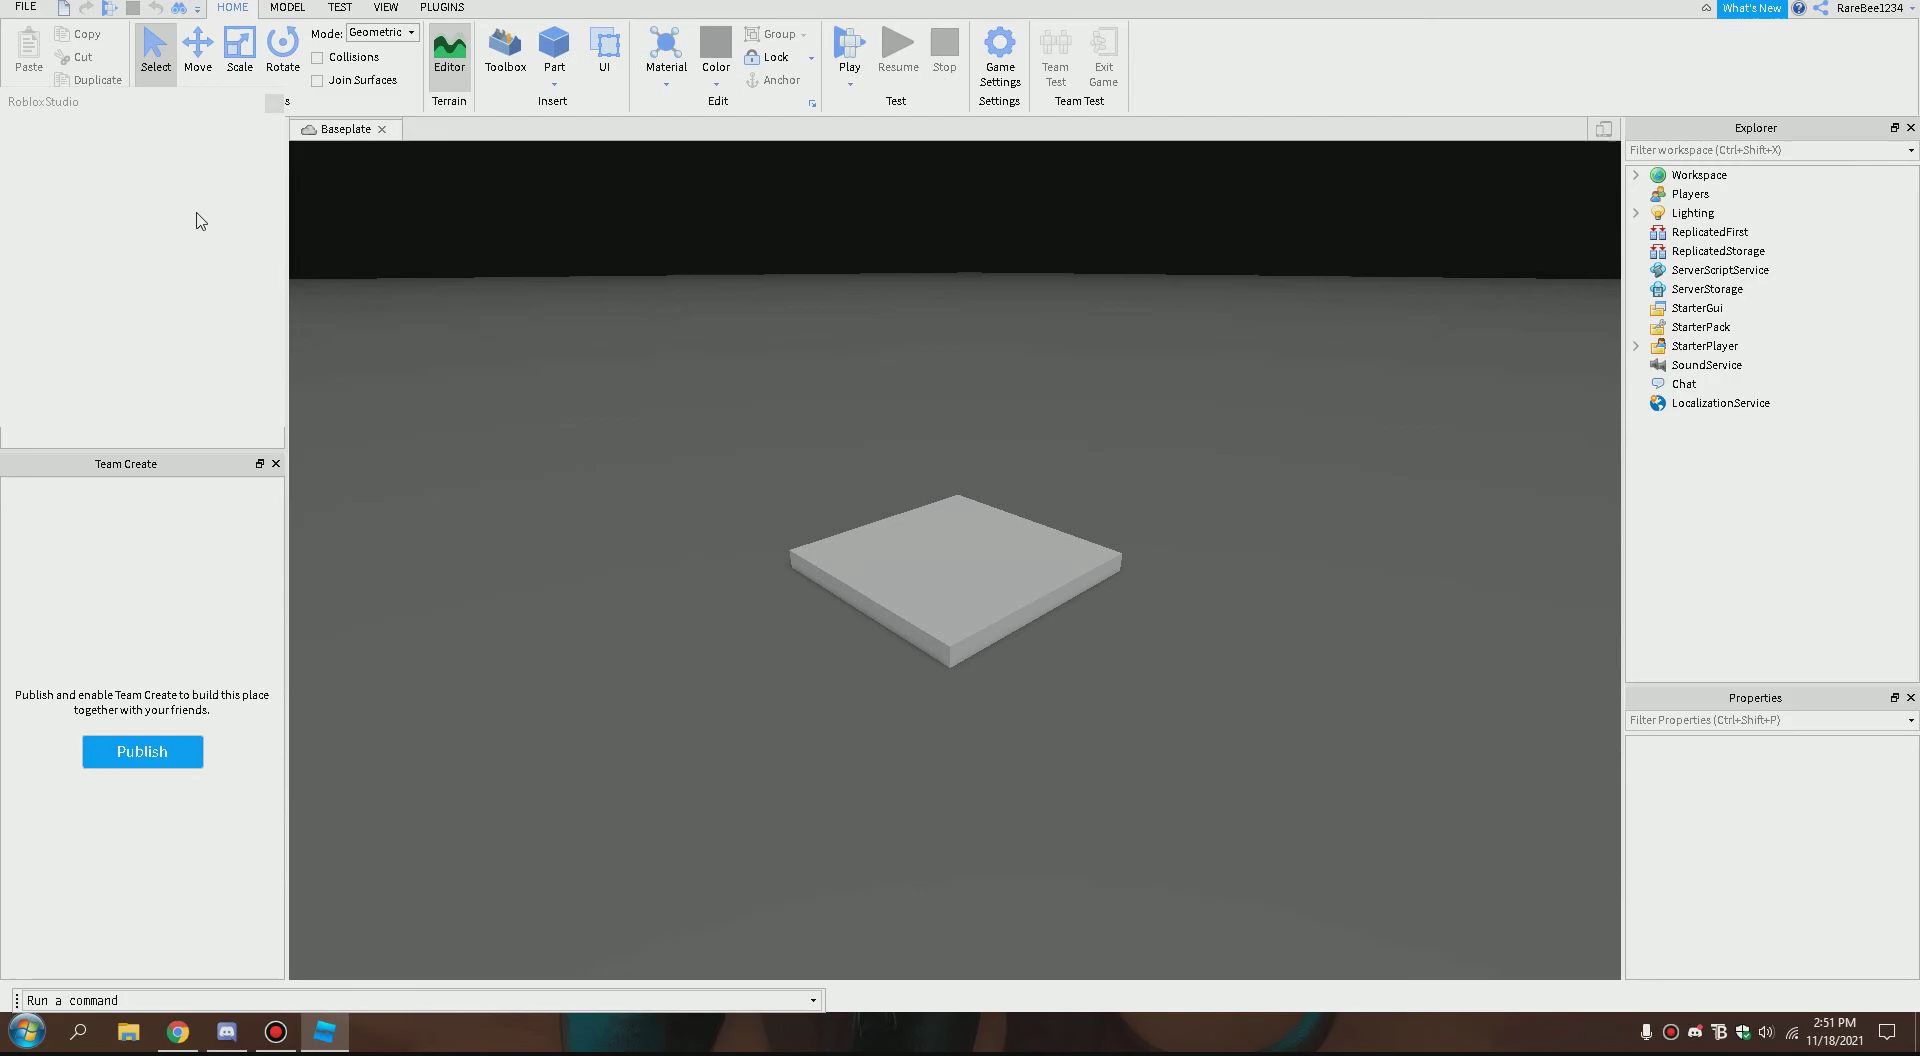 FILE HOME MODEL TEST VIEW PLUGINS What's New RareBee1234
Paste Copy Cut Duplicate
Select Move Scale Rotate
Mode: Geometric
Collisions
Join Surfaces
s
Editor
Terrain
Toolbox Part UI
Insert
Material Color Group Lock Anchor
Edit
Play Resume Stop
Test
Game Settings
Settings
Team Test
Exit Game
Team Test
RobloxStudio
Baseplate
Team Create
Publish and enable Team Create to build this place
together with your friends.
Publish
Explorer
Filter workspace (Ctrl+Shift+X)
Workspace
Players
Lighting
ReplicatedFirst
ReplicatedStorage
ServerScriptService
ServerStorage
StarterGui
StarterPack
StarterPlayer
SoundService
Chat
LocalizationService
Properties
Filter Properties (Ctrl+Shift+P)
Run a command
2:51 PM
11/18/2021